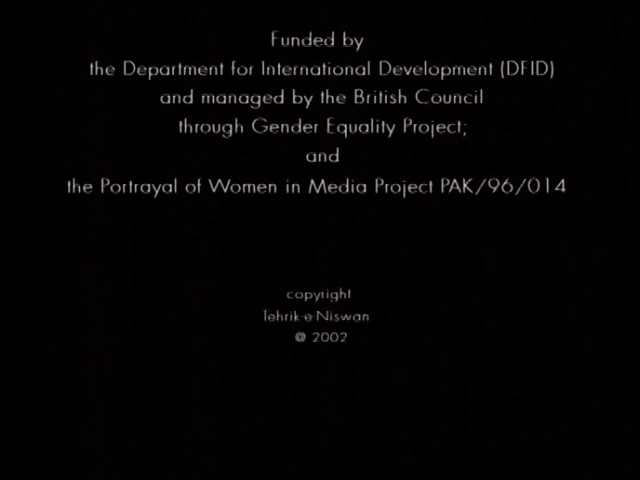 Funded by
the Department for International Development (DFID)
and managed by the British Council
through Gender Equality Project;
and
the Portrayal of Women in Media Project PAK/96/014
copyright
Tehrik-e-Niswan
@ 2002